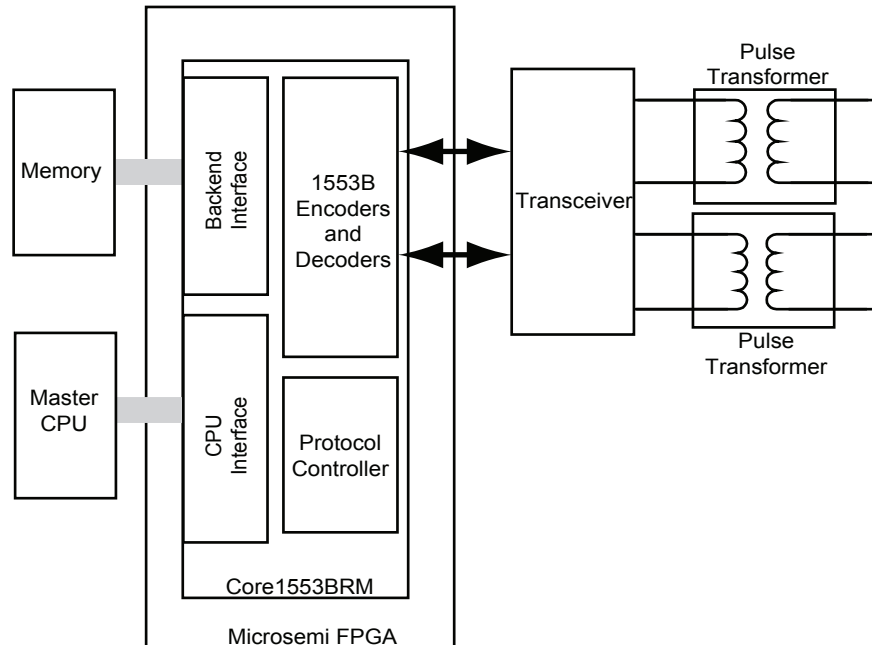 Pulse
Transformer
Memory
Backend
Interface
1553B
Encoders
and
Decoders
Transceiver
Pulse
Transformer
Master
CPU
CPU
Interface
Protocol
Controller
Core1553BRM
Microsemi FPGA